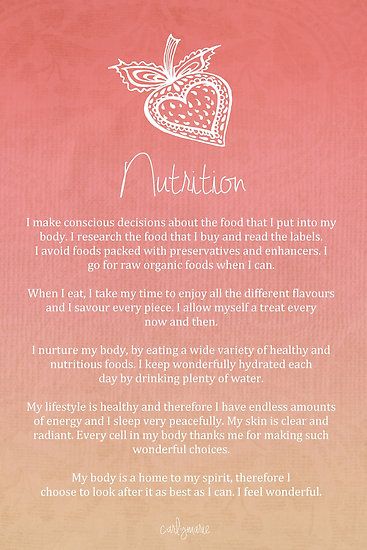 Nutrition
I make conscious decisions about the food that I put into my
body. I research the food that I buy and read the labels.
I avoid foods packed with preservatives and enhancers. I
go for raw organic foods when I can.
When I eat, I take my time to enjoy all the different flavours
and I savour every piece. I allow myself a treat every
now and then.
I nurture my body, by eating a wide variety of healthy and
nutritious foods. I keep wonderfully hydrated each
day by drinking plenty of water.
My lifestyle is healthy and therefore I have endless amounts
of energy and I sleep very peacefully. My skin is clear and
radiant. Every cell in my body thanks me for making such
wonderful choices.
My body is a home to my spirit, therefore I
choose to look after it as best as I can. I feel wonderful.
carlymarie